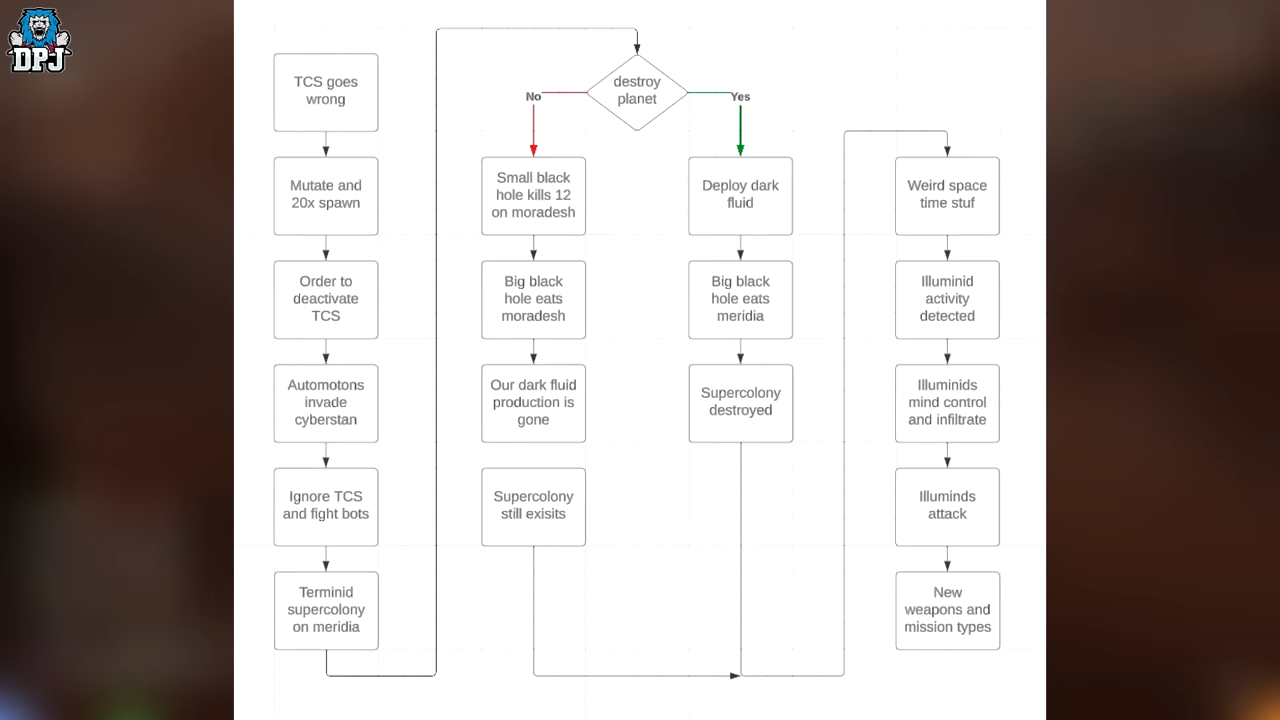 DPJ
TCS goes
wrong
Mutate and
20x spawn
Order to
deactivate
TCS
Automotons
invade
cyberstan
Ignore TCS
and fight bots
Terminid
supercolony
on meridia
destroy
planet
No
Yes
Small black
hole kills 12
on moradesh
Big black
hole eats
moradesh
Our dark fluid
production is
gone
Supercolony
still exisits
Deploy dark
fluid
Big black
hole eats
meridia
Supercolony
destroyed
Weird space
time stuf
Illuminid
activity
detected
Illuminids
mind control
and infiltrate
Illuminds
attack
New
weapons and
mission types